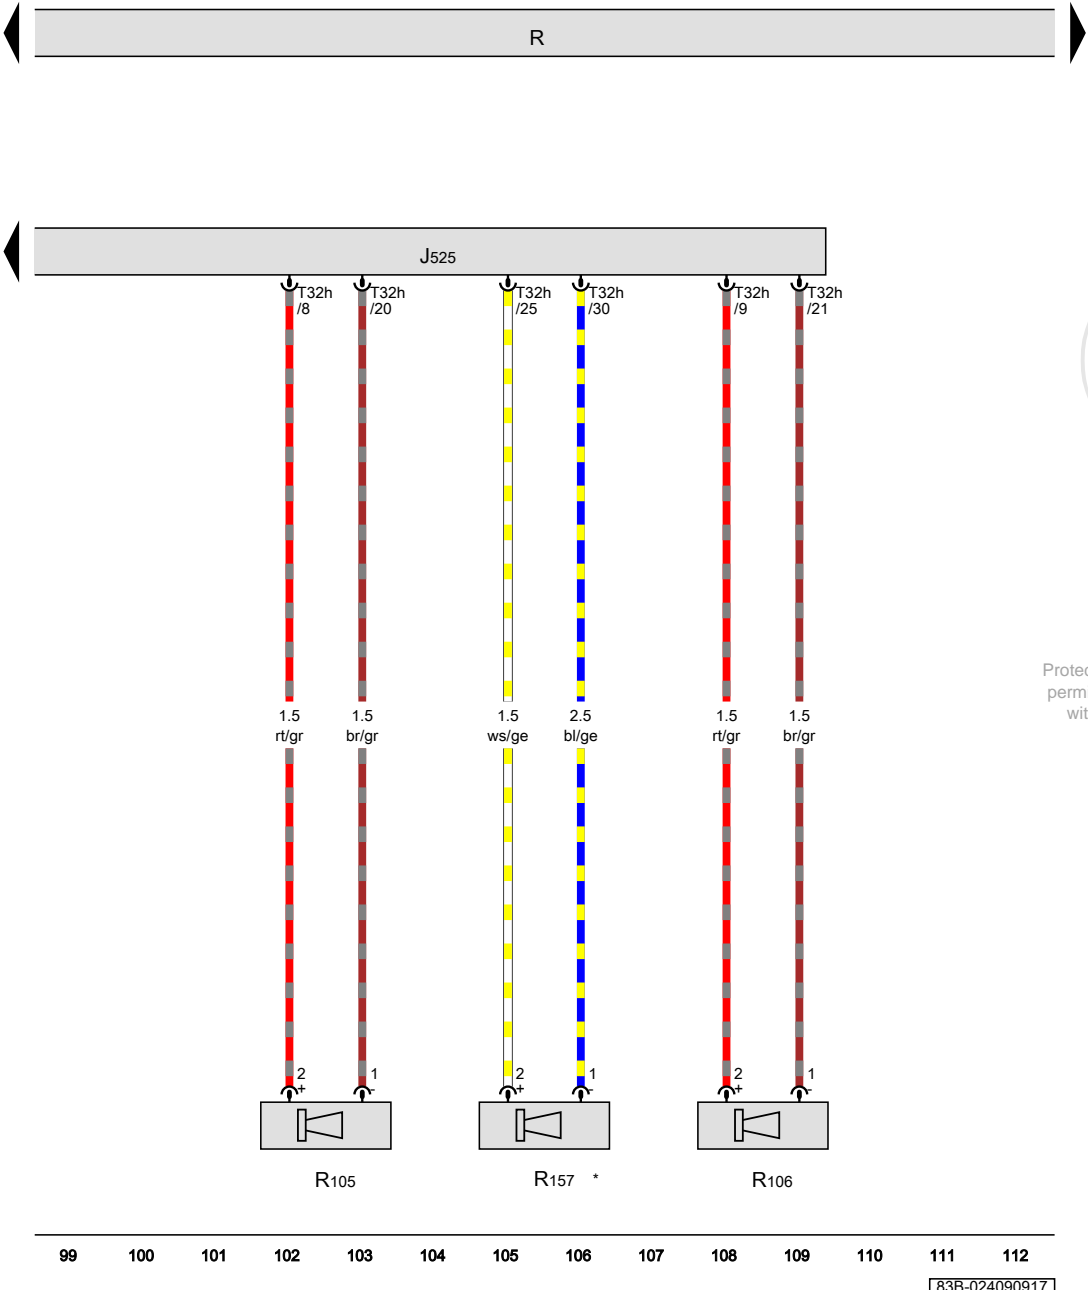 R
J525
T32h T32h T32h T32h T32h T32h
/8 /20 /25 /30 /9 /21
1.5 1.5 1.5 2.5 1.5 1.5
rt/gr br/gr ws/ge bl/ge rt/gr br/gr
2 1 2 1 2 1
+ - + - + -
R105 R157 * R106
99 100 101 102 103 104 105 106 107 108 109 110 111 112
83B-024090917